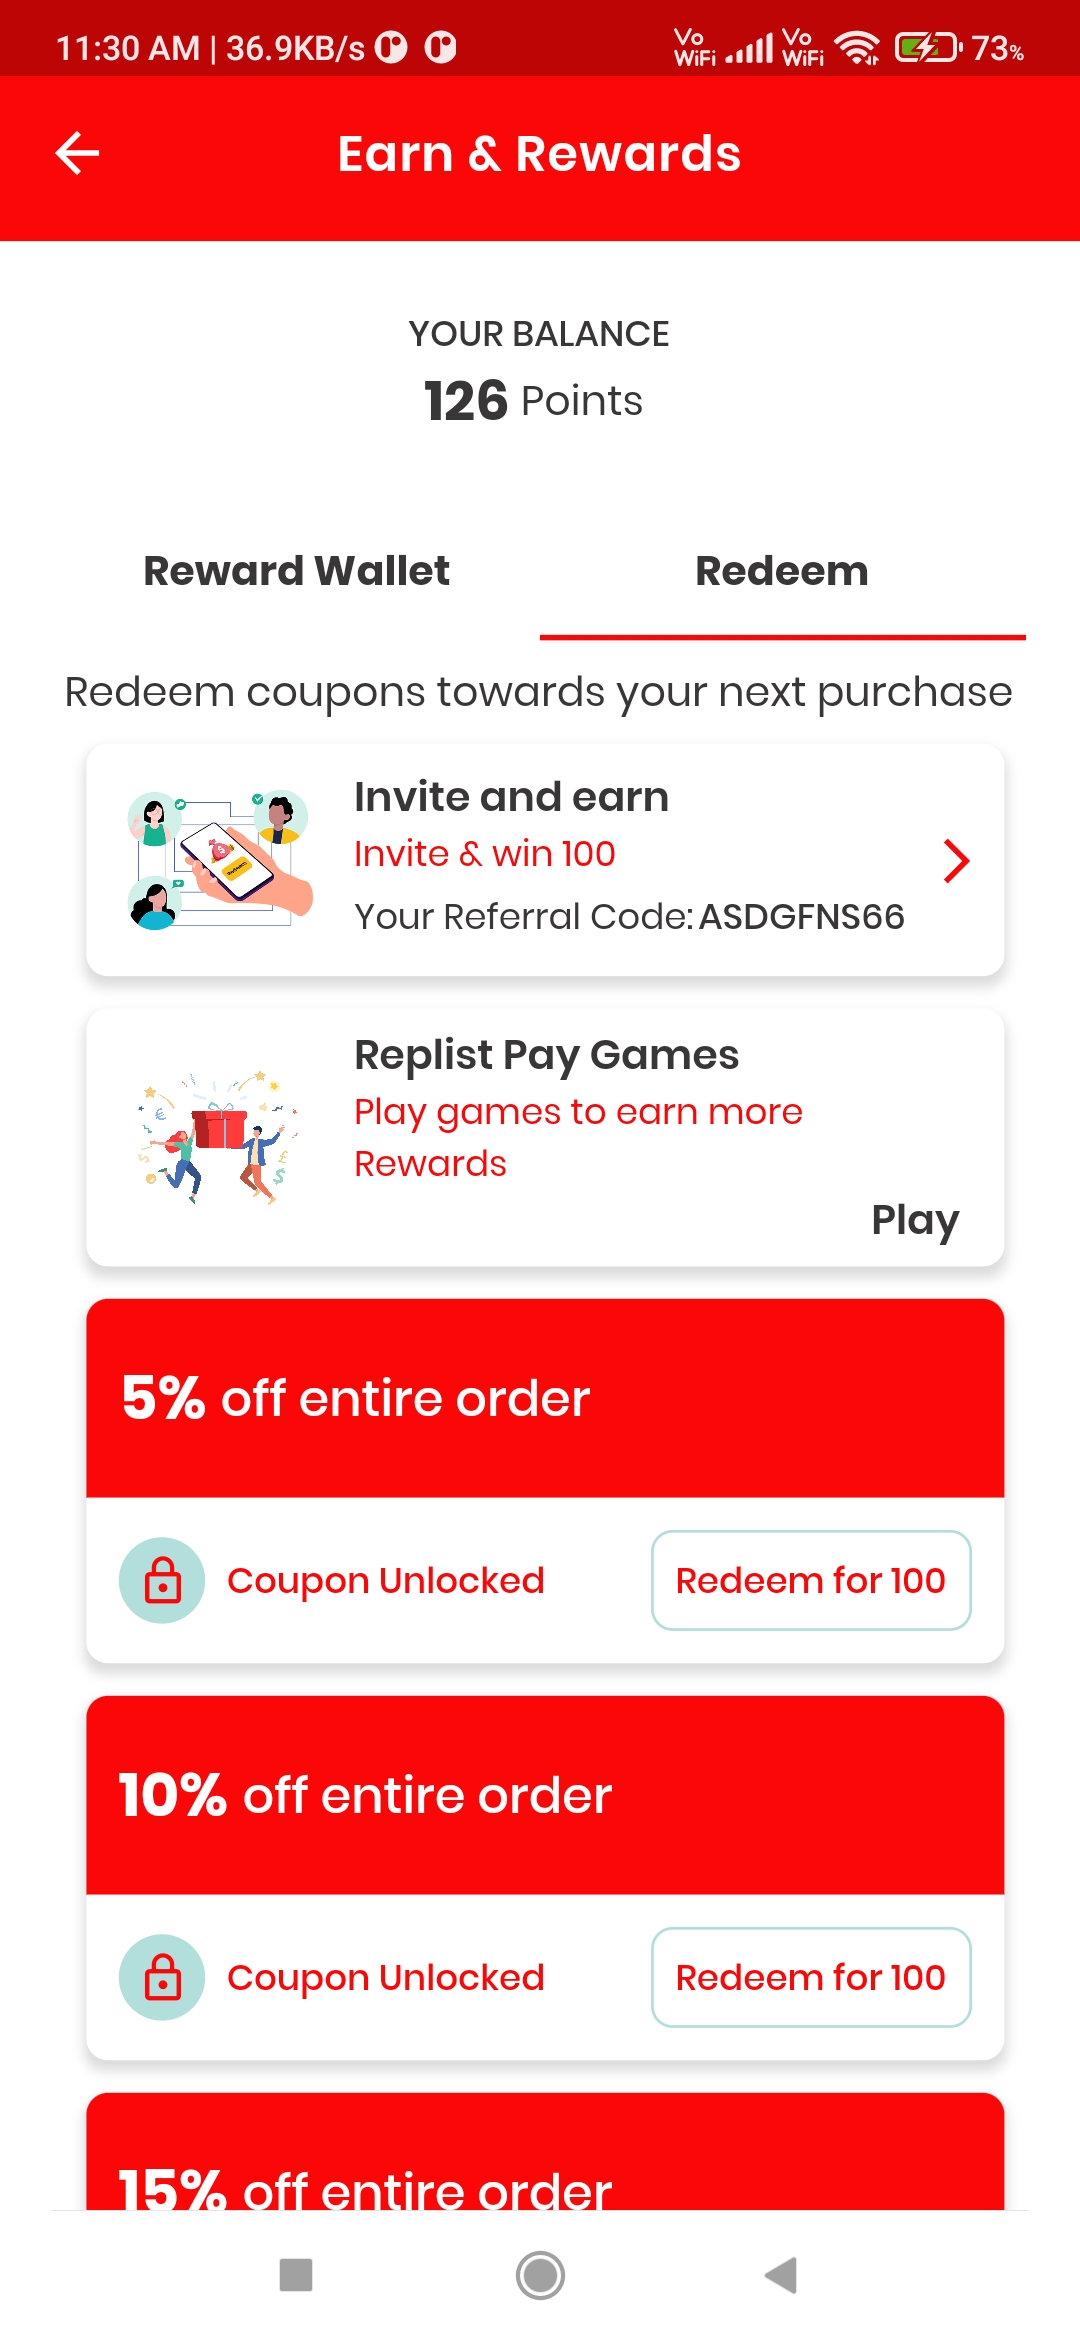 11:30 AM | 36.9KB/s
Vo WiFi Vo WiFi 73%
Earn & Rewards
YOUR BALANCE
126 Points
Reward Wallet Redeem
Redeem coupons towards your next purchase
Invite and earn
Invite & win 100
Your Referral Code: ASDGFNS66
Replist Pay Games
Play games to earn more
Rewards
Play
5% off entire order
Coupon Unlocked Redeem for 100
10% off entire order
Coupon Unlocked Redeem for 100
15% off entire order